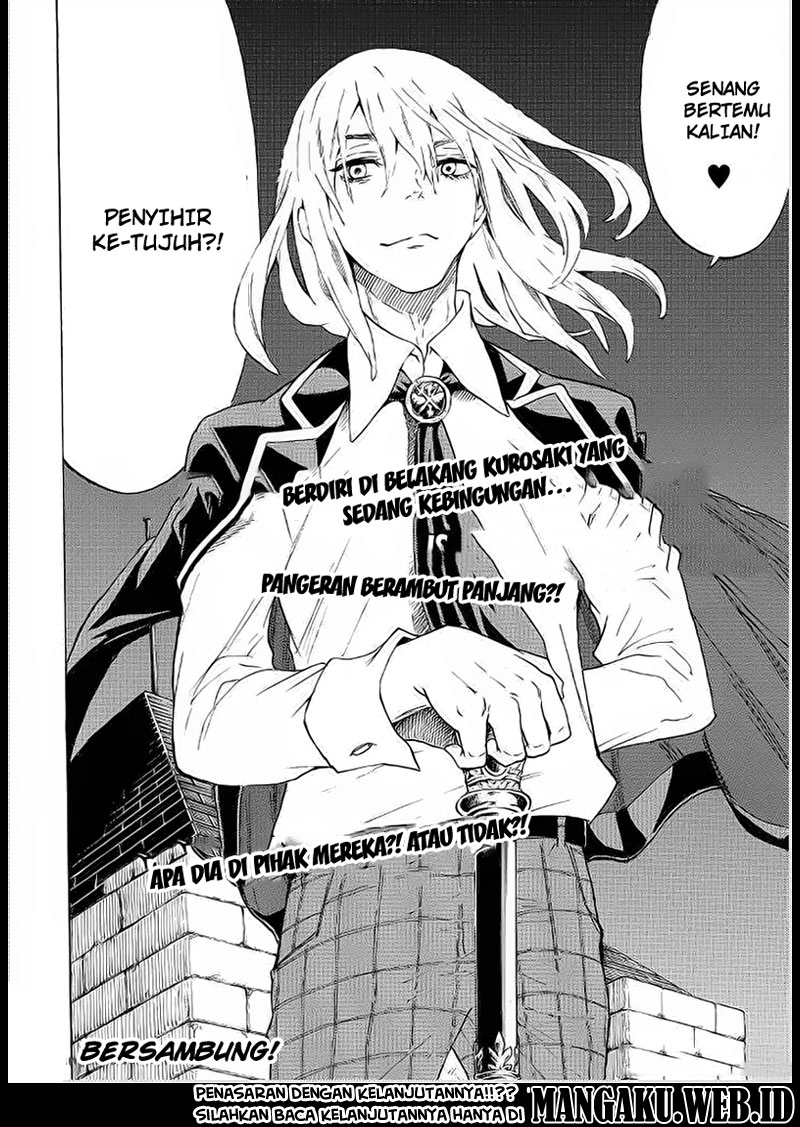 SENANG
BERTEMU
KALIAN!
♥
PENYIHIR
KE-TUJUH?!
BERDIRI DI BELAKANG KUROSAKI YANG
SEDANG KEBINGUNGAN...
PANGERAN BERAMBUT PANJANG?!
APA DIA DI PIHAK MEREKA?! ATAU TIDAK?!
BERSAMBUNG!
PENASARAN DENGAN KELANJUTANNYA!!??
SILAHKAN BACA KELANJUTANNYA HANYA DI
MANGAKU.WEB.ID